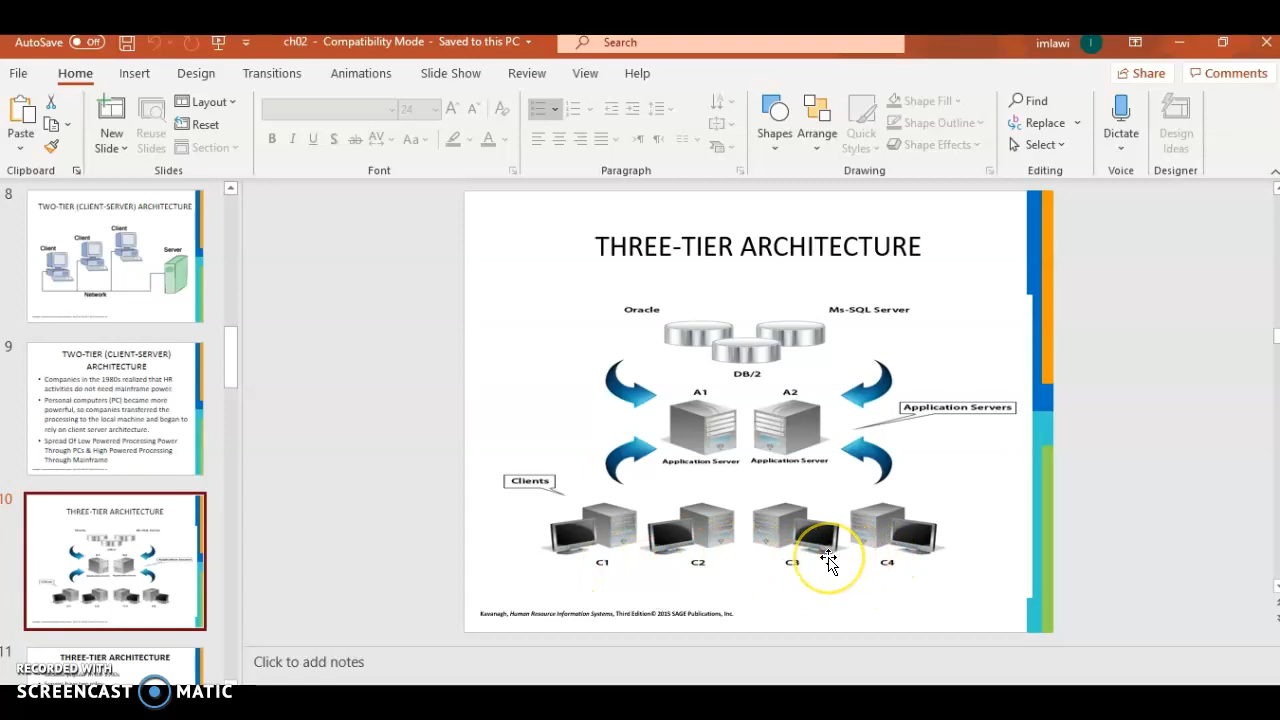 AutoSave Off
ch02 - Compatibility Mode - Saved to this PC
Search
imlawi
I
File Home Insert Design Transitions Animations Slide Show Review View Help
Share
Comments
Paste
New Slide
Reuse Slides
Layout
Reset
Section
24
B I U S ab AV Aa A
Shapes
Arrange
Quick Styles
Shape Fill
Shape Outline
Shape Effects
Find
Replace
Select
Dictate
Design Ideas
Clipboard Slides Font Paragraph Drawing Editing Voice Designer
8
TWO-TIER (CLIENT-SERVER) ARCHITECTURE
Client
Client
Client
Server
Network
9
TWO-TIER (CLIENT-SERVER)
ARCHITECTURE
• Companies in the 1980s realized that HR
activities do not need mainframe power.
• Personal computers (PC) became more
powerful, so companies transferred the
processing to the local machine and began to
rely on client server architecture.
• Spread Of Low Powered Processing Power
Through PCs & High Powered Processing
Through Mainframe
10
THREE-TIER ARCHITECTURE
11
THREE-TIER ARCHITECTURE
THREE-TIER ARCHITECTURE
Oracle
Ms-SQL Server
DB/2
A1
A2
Application Servers
Application Server
Application Server
Clients
C1
C2
C3
C4
Kavanagh, Human Resource Information Systems, Third Edition© 2015 SAGE Publications, Inc.
Click to add notes
RECORDED WITH
SCREENCAST MATIC